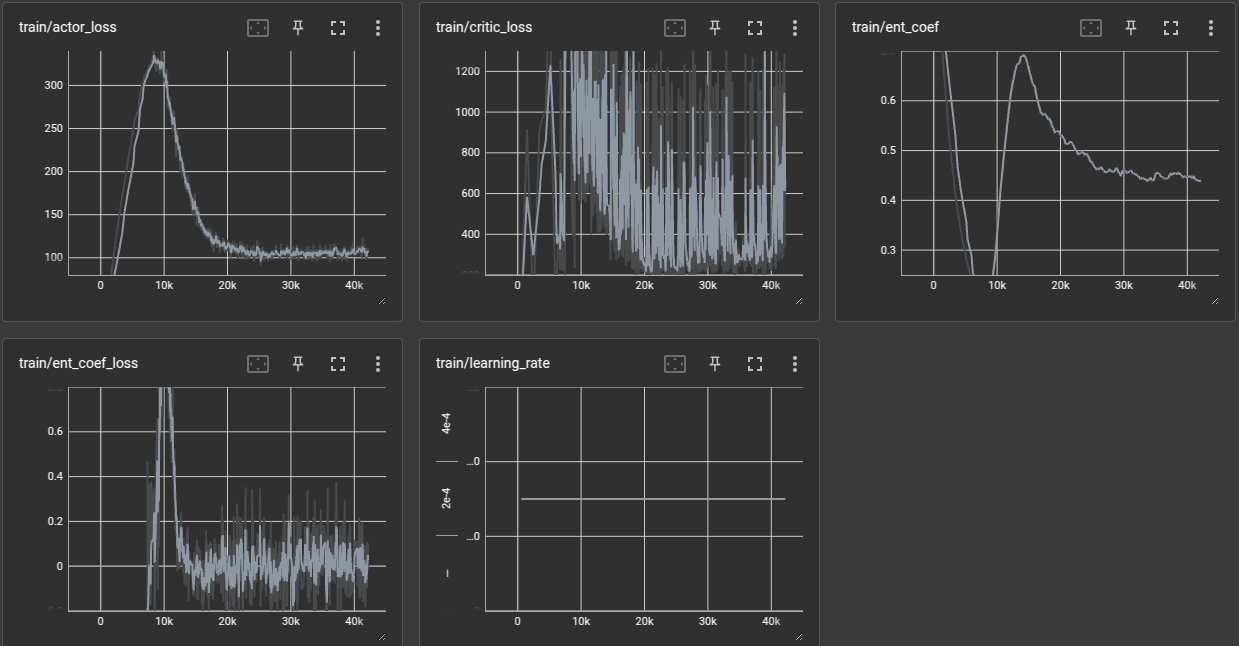 train/actor_loss
300
250
200
150
100
0 10k 20k 30k 40k
train/critic_loss
1200
1000
800
600
400
0 10k 20k 30k 40k
train/ent_coef
0.6
0.5
0.4
0.3
0 10k 20k 30k 40k
train/ent_coef_loss
0.6
0.4
0.2
0
0 10k 20k 30k 40k
train/learning_rate
4e-4
...0
2e-4
...0
0 10k 20k 30k 40k